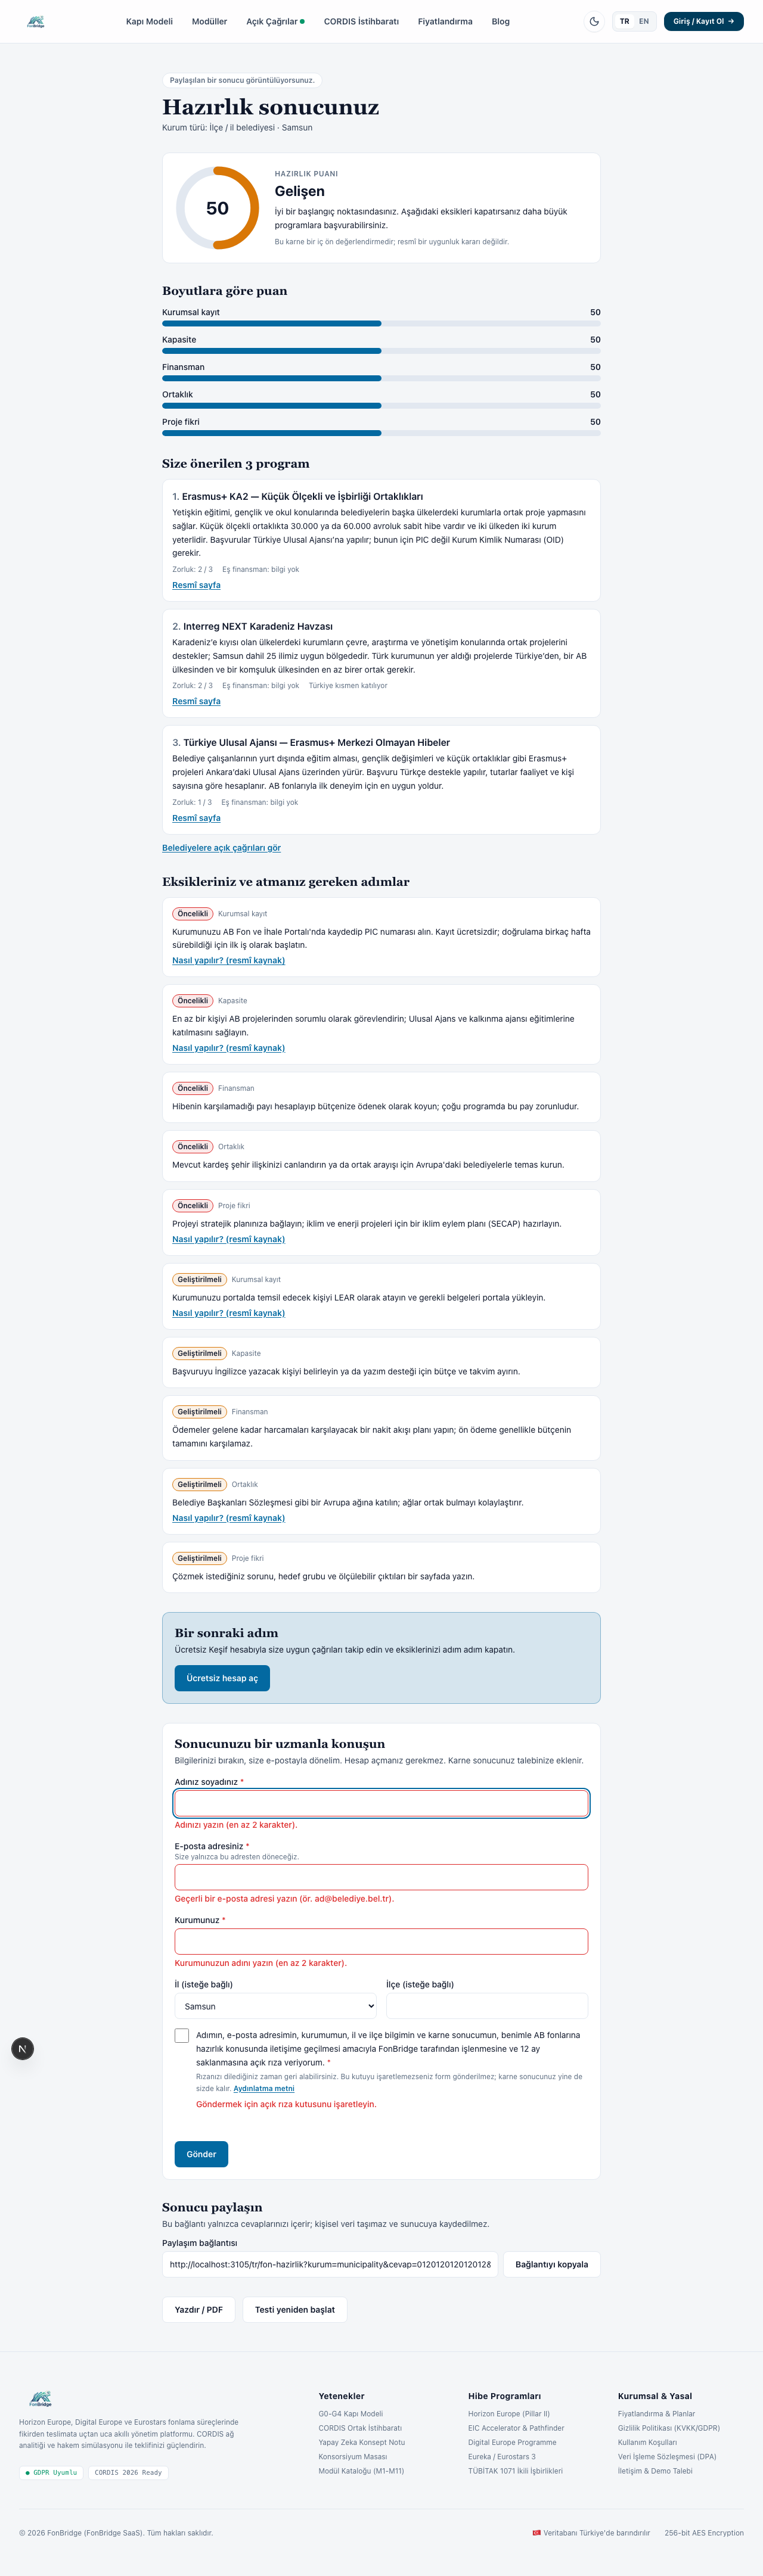 FonBridge
Kapı Modeli
Modüller
Açık Çağrılar
CORDIS İstihbaratı
Fiyatlandırma
Blog
TR
EN
Giriş / Kayıt Ol →
Paylaşılan bir sonucu görüntülüyorsunuz.
Hazırlık sonucunuz
Kurum türü: İlçe / il belediyesi · Samsun
50
HAZIRLIK PUANI
Gelişen
İyi bir başlangıç noktasındasınız. Aşağıdaki eksikleri kapatırsanız daha büyük
programlara başvurabilirsiniz.
Bu karne bir iç ön değerlendirmedir; resmî bir uygunluk kararı değildir.
Boyutlara göre puan
Kurumsal kayıt 50
Kapasite 50
Finansman 50
Ortaklık 50
Proje fikri 50
Size önerilen 3 program
1. Erasmus+ KA2 — Küçük Ölçekli ve İşbirliği Ortaklıkları
Yetişkin eğitimi, gençlik ve okul konularında belediyelerin başka ülkelerdeki kurumlarla ortak proje yapmasını
sağlar. Küçük ölçekli ortaklıkta 30.000 ya da 60.000 avroluk sabit hibe vardır ve iki ülkeden iki kurum
yeterlidir. Başvurular Türkiye Ulusal Ajansı'na yapılır; bunun için PIC değil Kurum Kimlik Numarası (OID)
gerekir.
Zorluk: 2 / 3 Eş finansman: bilgi yok
Resmî sayfa
2. Interreg NEXT Karadeniz Havzası
Karadeniz'e kıyısı olan ülkelerdeki kurumların çevre, araştırma ve yönetişim konularında ortak projelerini
destekler; Samsun dahil 25 ilimiz uygun bölgededir. Türk kurumunun yer aldığı projelerde Türkiye'den, bir AB
ülkesinden ve bir komşuluk ülkesinden en az birer ortak gerekir.
Zorluk: 2 / 3 Eş finansman: bilgi yok Türkiye kısmen katılıyor
Resmî sayfa
3. Türkiye Ulusal Ajansı — Erasmus+ Merkezi Olmayan Hibeler
Belediye çalışanlarının yurt dışında eğitim alması, gençlik değişimleri ve küçük ortaklıklar gibi Erasmus+
projeleri Ankara'daki Ulusal Ajans üzerinden yürür. Başvuru Türkçe destekle yapılır, tutarlar faaliyet ve kişi
sayısına göre hesaplanır. AB fonlarıyla ilk deneyim için en uygun yoldur.
Zorluk: 1 / 3 Eş finansman: bilgi yok
Resmî sayfa
Belediyelere açık çağrıları gör
Eksikleriniz ve atmanız gereken adımlar
Öncelikli Kurumsal kayıt
Kurumunuzu AB Fon ve İhale Portalı'nda kaydedip PIC numarası alın. Kayıt ücretsizdir; doğrulama birkaç hafta
sürebildiği için ilk iş olarak başlatın.
Nasıl yapılır? (resmî kaynak)
Öncelikli Kapasite
En az bir kişiyi AB projelerinden sorumlu olarak görevlendirin; Ulusal Ajans ve kalkınma ajansı eğitimlerine
katılmasını sağlayın.
Nasıl yapılır? (resmî kaynak)
Öncelikli Finansman
Hibenin karşılamadığı payı hesaplayıp bütçenize ödenek olarak koyun; çoğu programda bu pay zorunludur.
Öncelikli Ortaklık
Mevcut kardeş şehir ilişkinizi canlandırın ya da ortak arayışı için Avrupa'daki belediyelerle temas kurun.
Öncelikli Proje fikri
Projeyi stratejik planınıza bağlayın; iklim ve enerji projeleri için bir iklim eylem planı (SECAP) hazırlayın.
Nasıl yapılır? (resmî kaynak)
Geliştirilmeli Kurumsal kayıt
Kurumunuzu portalda temsil edecek kişiyi LEAR olarak atayın ve gerekli belgeleri portala yükleyin.
Nasıl yapılır? (resmî kaynak)
Geliştirilmeli Kapasite
Başvuruyu İngilizce yazacak kişiyi belirleyin ya da yazım desteği için bütçe ve takvim ayırın.
Geliştirilmeli Finansman
Ödemeler gelene kadar harcamaları karşılayacak bir nakit akışı planı yapın; ön ödeme genellikle bütçenin
tamamını karşılamaz.
Geliştirilmeli Ortaklık
Belediye Başkanları Sözleşmesi gibi bir Avrupa ağına katılın; ağlar ortak bulmayı kolaylaştırır.
Nasıl yapılır? (resmî kaynak)
Geliştirilmeli Proje fikri
Çözmek istediğiniz sorunu, hedef grubu ve ölçülebilir çıktıları bir sayfada yazın.
Bir sonraki adım
Ücretsiz Keşif hesabıyla size uygun çağrıları takip edin ve eksiklerinizi adım adım kapatın.
Ücretsiz hesap aç
Sonucunuzu bir uzmanla konuşun
Bilgilerinizi bırakın, size e-postayla dönelim. Hesap açmanız gerekmez. Karne sonucunuz talebinize eklenir.
Adınız soyadınız *
Adınızı yazın (en az 2 karakter).
E-posta adresiniz *
Size yalnızca bu adresten döneceğiz.
Geçerli bir e-posta adresi yazın (ör. ad@belediye.bel.tr).
Kurumunuz *
Kurumunuzun adını yazın (en az 2 karakter).
İl (isteğe bağlı)
İlçe (isteğe bağlı)
Samsun
Adımın, e-posta adresimin, kurumumun, il ve ilçe bilgimin ve karne sonucumun, benimle AB fonlarına
hazırlık konusunda iletişime geçilmesi amacıyla FonBridge tarafından işlenmesine ve 12 ay
saklanmasına açık rıza veriyorum. *
Rızanızı dilediğiniz zaman geri alabilirsiniz. Bu kutuyu işaretlemezseniz form gönderilmez; karne sonucunuz yine de
sizde kalır. Aydınlatma metni
Göndermek için açık rıza kutusunu işaretleyin.
Gönder
Sonucu paylaşın
Bu bağlantı yalnızca cevaplarınızı içerir; kişisel veri taşımaz ve sunucuya kaydedilmez.
Paylaşım bağlantısı
http://localhost:3105/tr/fon-hazirlik?kurum=municipality&cevap=012012012012012&
Bağlantıyı kopyala
Yazdır / PDF
Testi yeniden başlat
FonBridge
Horizon Europe, Digital Europe ve Eurostars fonlama süreçlerinde
fikirden teslimata uçtan uca akıllı yönetim platformu. CORDIS ağ
analitiği ve hakem simülasyonu ile teklifinizi güçlendirin.
GDPR Uyumlu
CORDIS 2026 Ready
Yetenekler
G0-G4 Kapı Modeli
CORDIS Ortak İstihbaratı
Yapay Zeka Konsept Notu
Konsorsiyum Masası
Modül Kataloğu (M1-M11)
Hibe Programları
Horizon Europe (Pillar II)
EIC Accelerator & Pathfinder
Digital Europe Programme
Eureka / Eurostars 3
TÜBİTAK 1071 İkili İşbirlikleri
Kurumsal & Yasal
Fiyatlandırma & Planlar
Gizlilik Politikası (KVKK/GDPR)
Kullanım Koşulları
Veri İşleme Sözleşmesi (DPA)
İletişim & Demo Talebi
© 2026 FonBridge (FonBridge SaaS). Tüm hakları saklıdır.
Veritabanı Türkiye'de barındırılır
256-bit AES Encryption